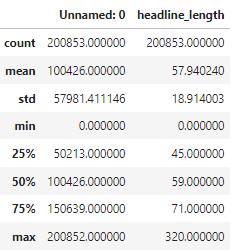 Unnamed: 0 headline_length
count 200853.000000 200853.000000
mean 100426.000000 57.940240
std 57981.411146 18.914003
min 0.000000 0.000000
25% 50213.000000 45.000000
50% 100426.000000 59.000000
75% 150639.000000 71.000000
max 200852.000000 320.000000